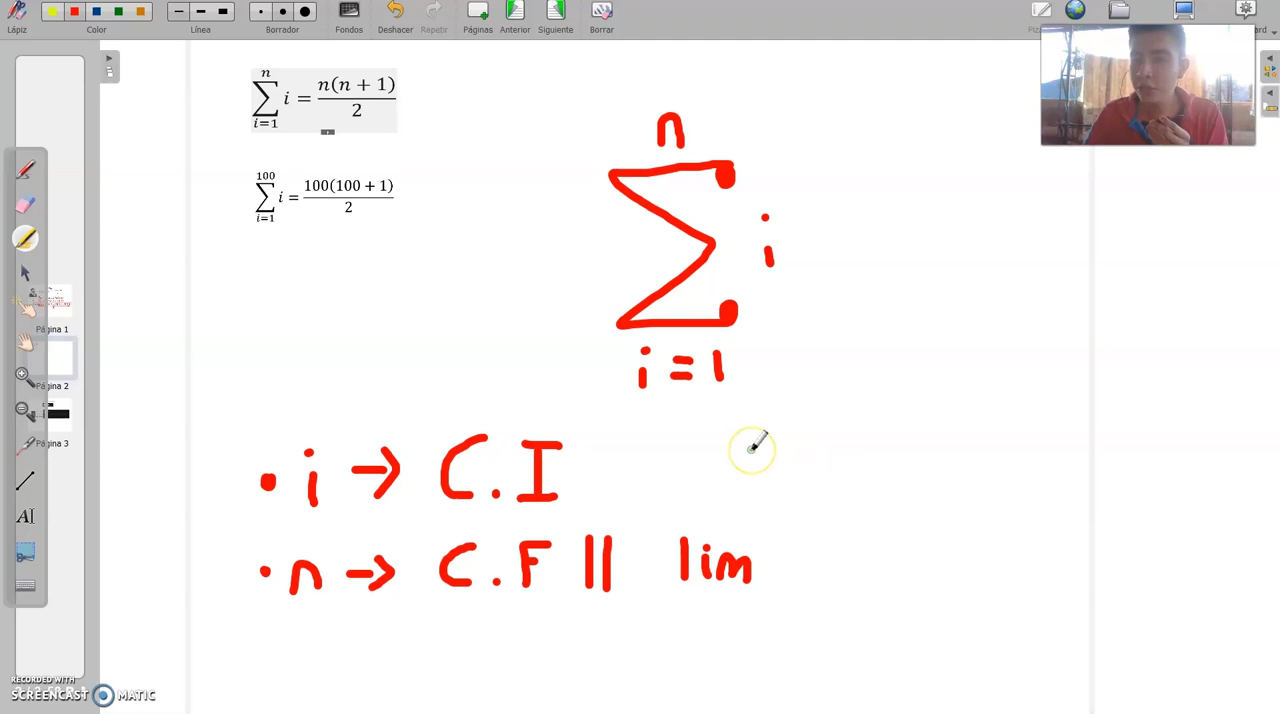 Lápiz Color Línea Borrador Fondos Deshacer Repetir Páginas Anterior Siguiente Borrar
n
∑ i = n(n + 1) / 2
i=1
100
∑ i = 100(100 + 1) / 2
i=1
n
∑ i
i = 1
Página 1
Página 2
Página 3
AI
• i → C.I
• n → C.F || lim
RECORDED WITH
SCREENCAST MATIC